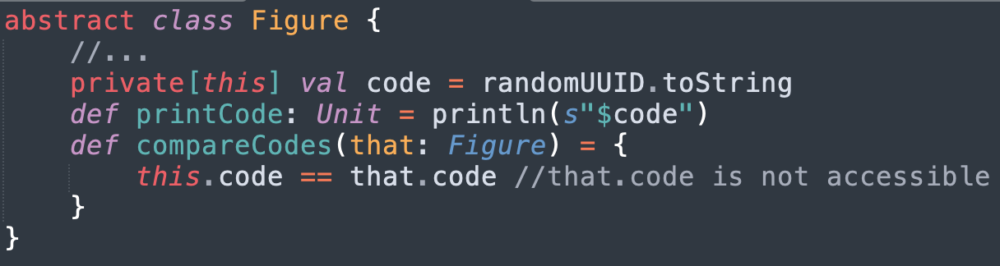 abstract class Figure {
    //...
    private[this] val code = randomUUID.toString
    def printCode: Unit = println(s"$code")
    def compareCodes(that: Figure) = {
        this.code == that.code //that.code is not accessible
    }
}